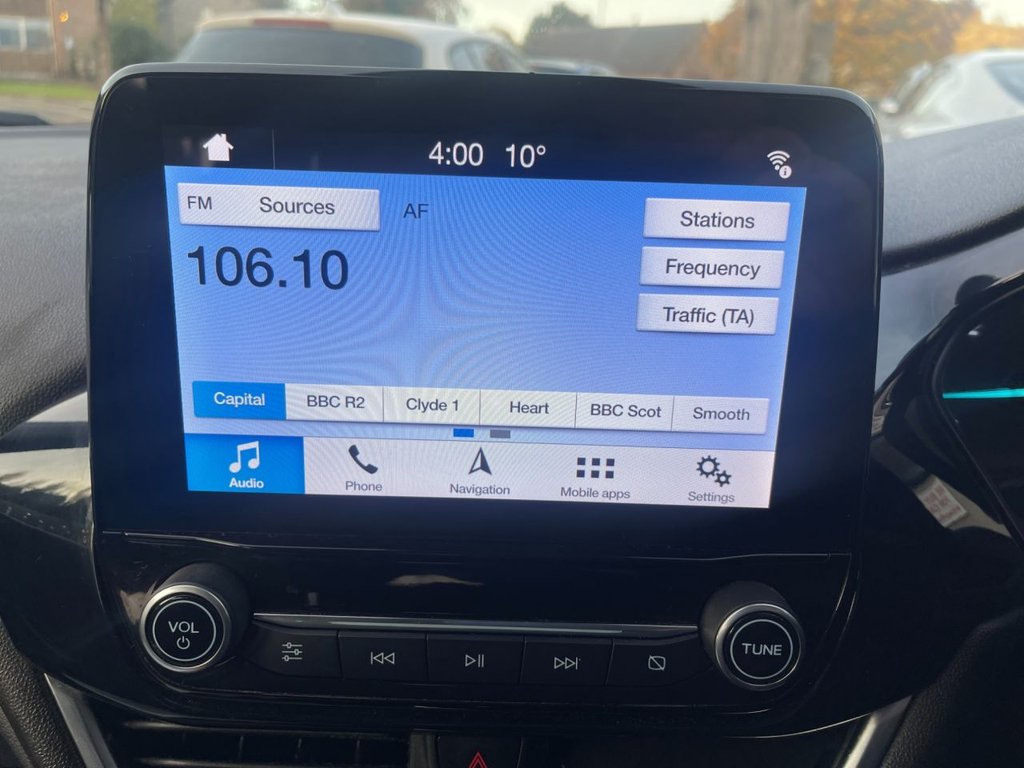 4:00 10°
FM Sources AF Stations
106.10 Frequency
Traffic (TA)
Capital BBC R2 Clyde 1 Heart BBC Scot Smooth
Audio Phone Navigation Mobile apps Settings
VOL TUNE